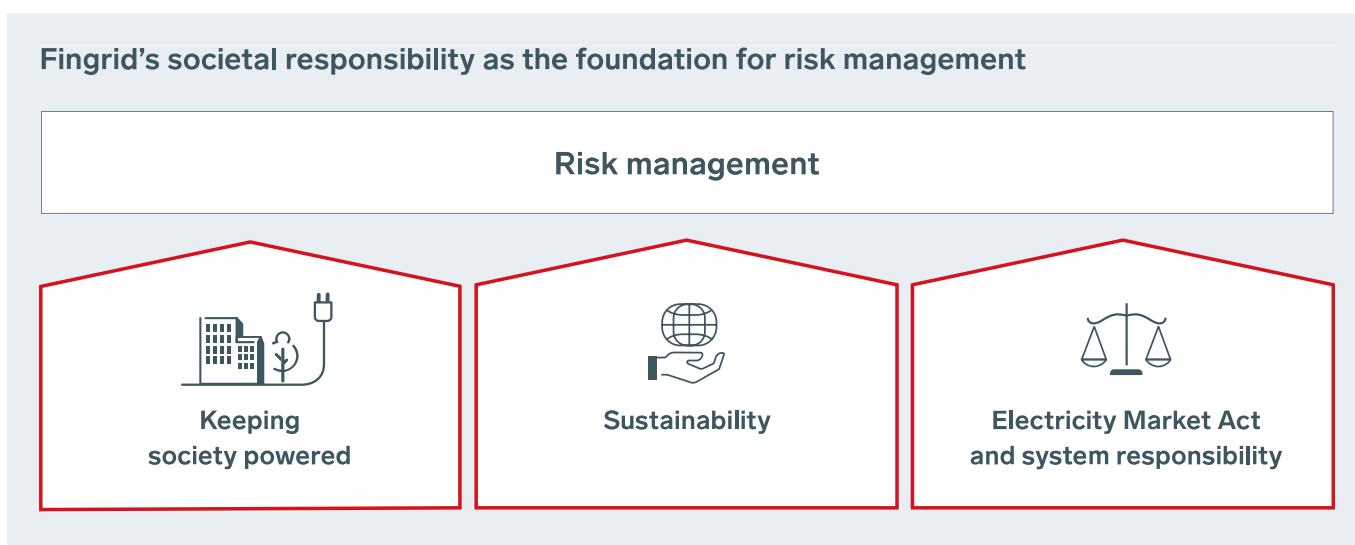 Fingrid's societal responsibility as the foundation for risk management
Risk management
Keeping
society powered
Sustainability
Electricity Market Act
and system responsibility